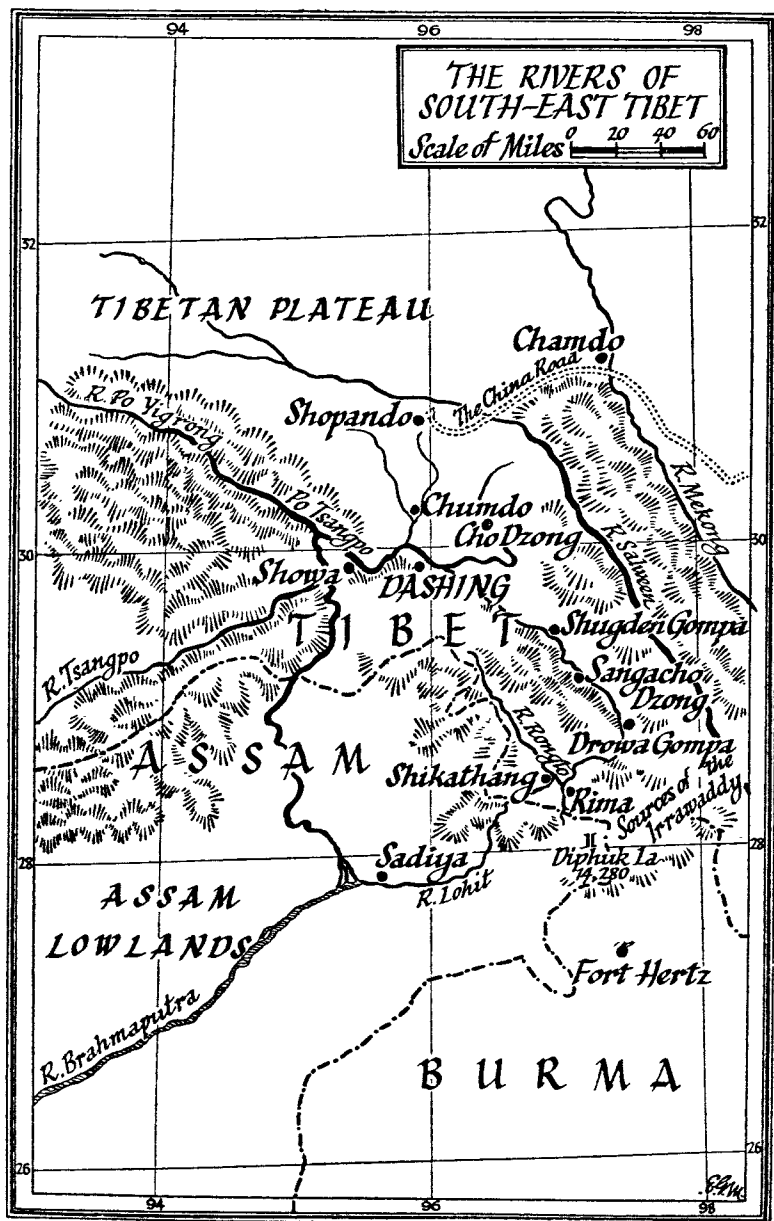 94
96
98
THE RIVERS OF
SOUTH-EAST TIBET
Scale of Miles 0 20 40 60
32
32
TIBETAN PLATEAU
Chamdo
The China Road
R. Po Yigrong
Shopando
R. Mekong
Po Tsangpo
Chumdo
Cho Dzong
R. Salween
30
30
Showa
DASHING
TIBET
Shugden Gompa
R. Tsangpo
Sangacho
Dzong
R. Rongto
Drowa Gompa
ASSAM
Shikathang
Rima
Sources of the
Irrawaddy
28
28
Sadiya
Diphuk La
14,280
R. Lohit
ASSAM
LOWLANDS
Fort Hertz
R. Brahmaputra
BURMA
26
26
94
96
98